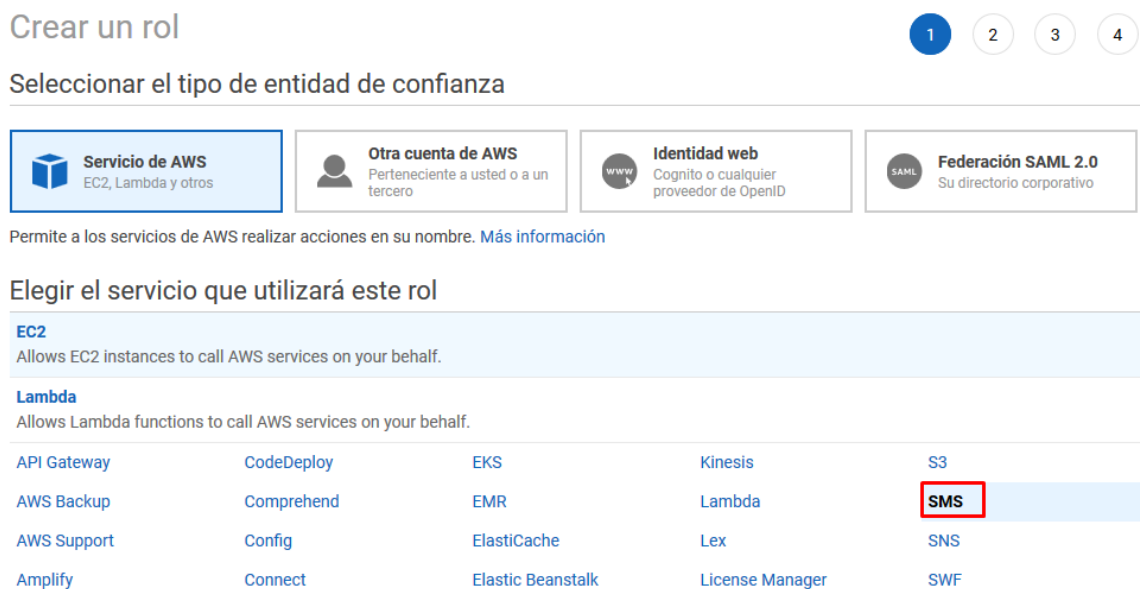 Crear un rol
1 2 3 4
Seleccionar el tipo de entidad de confianza
Servicio de AWS
EC2, Lambda y otros
Otra cuenta de AWS
Perteneciente a usted o a un
tercero
www
Identidad web
Cognito o cualquier
proveedor de OpenID
SAML
Federación SAML 2.0
Su directorio corporativo
Permite a los servicios de AWS realizar acciones en su nombre. Más información
Elegir el servicio que utilizará este rol
EC2
Allows EC2 instances to call AWS services on your behalf.
Lambda
Allows Lambda functions to call AWS services on your behalf.
API Gateway CodeDeploy EKS Kinesis S3
AWS Backup Comprehend EMR Lambda SMS
AWS Support Config ElastiCache Lex SNS
Amplify Connect Elastic Beanstalk License Manager SWF